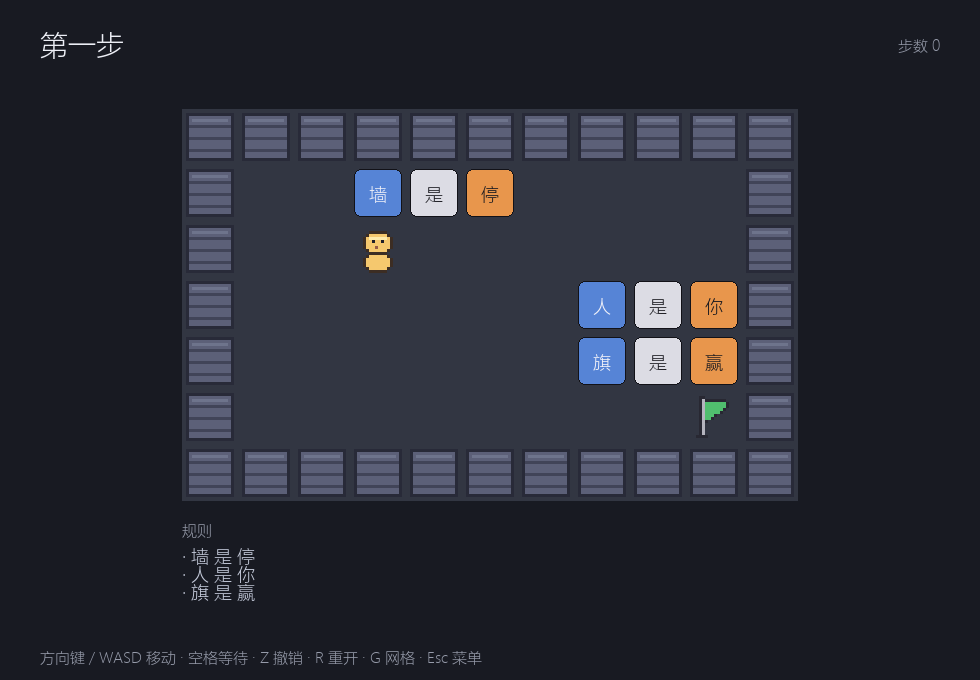 第一步
步数 0
墙 是 停
人 是 你
旗 是 赢
规则
· 墙 是 停
· 人 是 你
· 旗 是 赢
方向键 / WASD 移动 · 空格等待 · Z 撤销 · R 重开 · G 网格 · Esc 菜单